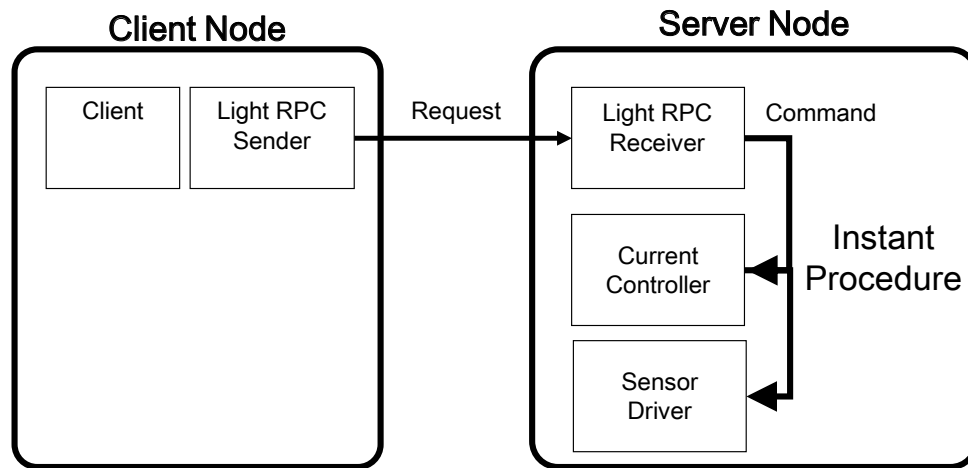 Client Node
Server Node
Client
Light RPC
Sender
Request
Light RPC
Receiver
Command
Current
Controller
Instant
Procedure
Sensor
Driver